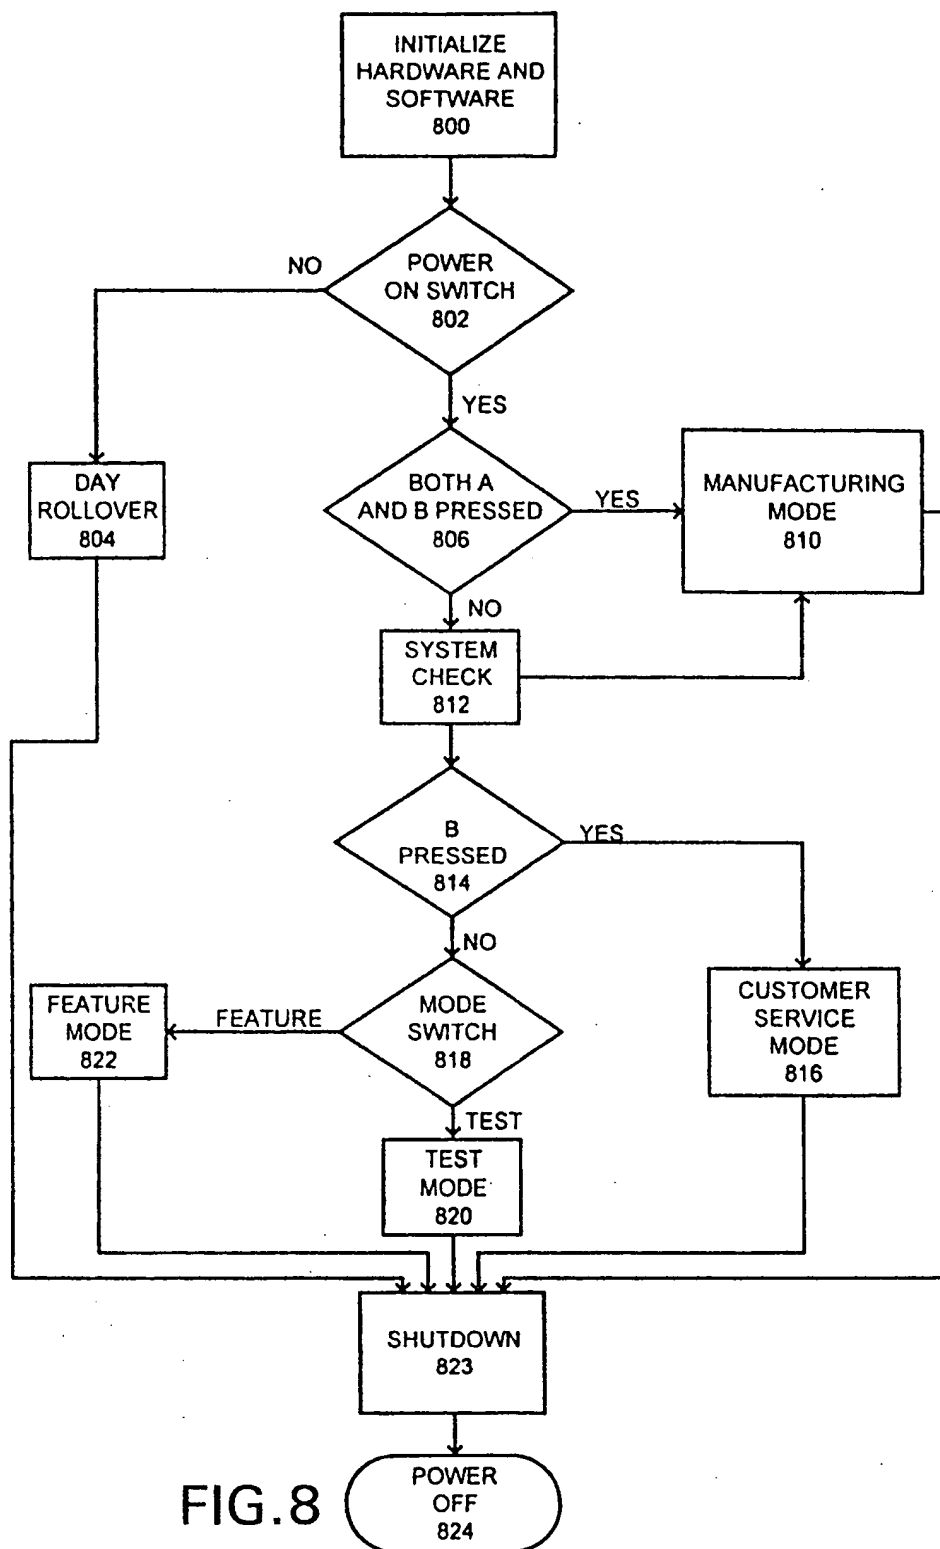 INITIALIZE
HARDWARE AND
SOFTWARE
800
NO
POWER
ON SWITCH
802
YES
DAY
ROLLOVER
804
BOTH A
AND B PRESSED
806
YES
MANUFACTURING
MODE
810
NO
SYSTEM
CHECK
812
B
PRESSED
814
YES
NO
FEATURE
MODE
822
FEATURE
MODE
SWITCH
818
CUSTOMER
SERVICE
MODE
816
TEST
TEST
MODE
820
SHUTDOWN
823
POWER
OFF
824
FIG.8